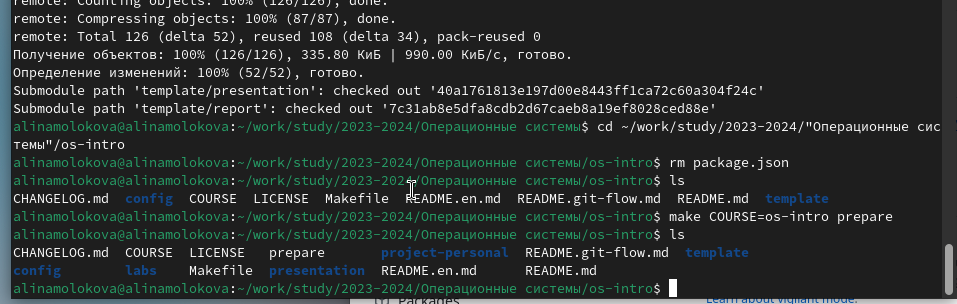 remote: Counting objects: 100% (126/126), done.
remote: Compressing objects: 100% (87/87), done.
remote: Total 126 (delta 52), reused 108 (delta 34), pack-reused 0
Получение объектов: 100% (126/126), 335.80 КиБ | 990.00 КиБ/с, готово.
Определение изменений: 100% (52/52), готово.
Submodule path 'template/presentation': checked out '40a1761813e197d00e8443ff1ca72c60a304f24c'
Submodule path 'template/report': checked out '7c31ab8e5dfa8cdb2d67caeb8a19ef8028ced88e'
alinamolokova@alinamolokova:~/work/study/2023-2024/Операционные системы$ cd ~/work/study/2023-2024/"Операционные сис
темы"/os-intro
alinamolokova@alinamolokova:~/work/study/2023-2024/Операционные системы/os-intro$ rm package.json
alinamolokova@alinamolokova:~/work/study/2023-2024/Операционные системы/os-intro$ ls
CHANGELOG.md config COURSE LICENSE Makefile README.en.md README.git-flow.md README.md template
alinamolokova@alinamolokova:~/work/study/2023-2024/Операционные системы/os-intro$ make COURSE=os-intro prepare
alinamolokova@alinamolokova:~/work/study/2023-2024/Операционные системы/os-intro$ ls
CHANGELOG.md COURSE LICENSE prepare project-personal README.git-flow.md template
config labs Makefile presentation README.en.md README.md
alinamolokova@alinamolokova:~/work/study/2023-2024/Операционные системы/os-intro$
Packages
Learn about vigilant mode.